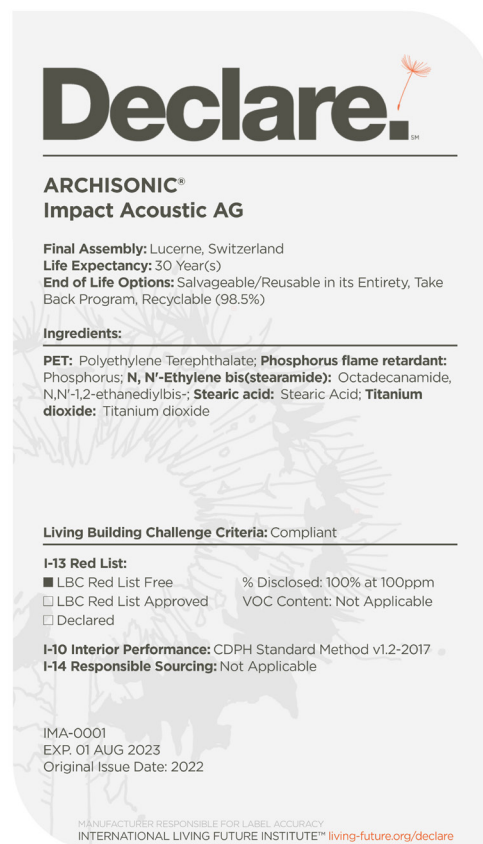 Declare.℠
ARCHISONIC®
Impact Acoustic AG
Final Assembly: Lucerne, Switzerland
Life Expectancy: 30 Year(s)
End of Life Options: Salvageable/Reusable in its Entirety, Take
Back Program, Recyclable (98.5%)
Ingredients:
PET: Polyethylene Terephthalate; Phosphorus flame retardant:
Phosphorus; N, N'-Ethylene bis(stearamide): Octadecanamide,
N,N'-1,2-ethanediylbis-; Stearic acid: Stearic Acid; Titanium
dioxide: Titanium dioxide
Living Building Challenge Criteria: Compliant
I-13 Red List:
■ LBC Red List Free % Disclosed: 100% at 100ppm
□ LBC Red List Approved VOC Content: Not Applicable
□ Declared
I-10 Interior Performance: CDPH Standard Method v1.2-2017
I-14 Responsible Sourcing: Not Applicable
IMA-0001
EXP. 01 AUG 2023
Original Issue Date: 2022
MANUFACTURER RESPONSIBLE FOR LABEL ACCURACY
INTERNATIONAL LIVING FUTURE INSTITUTE™ living-future.org/declare